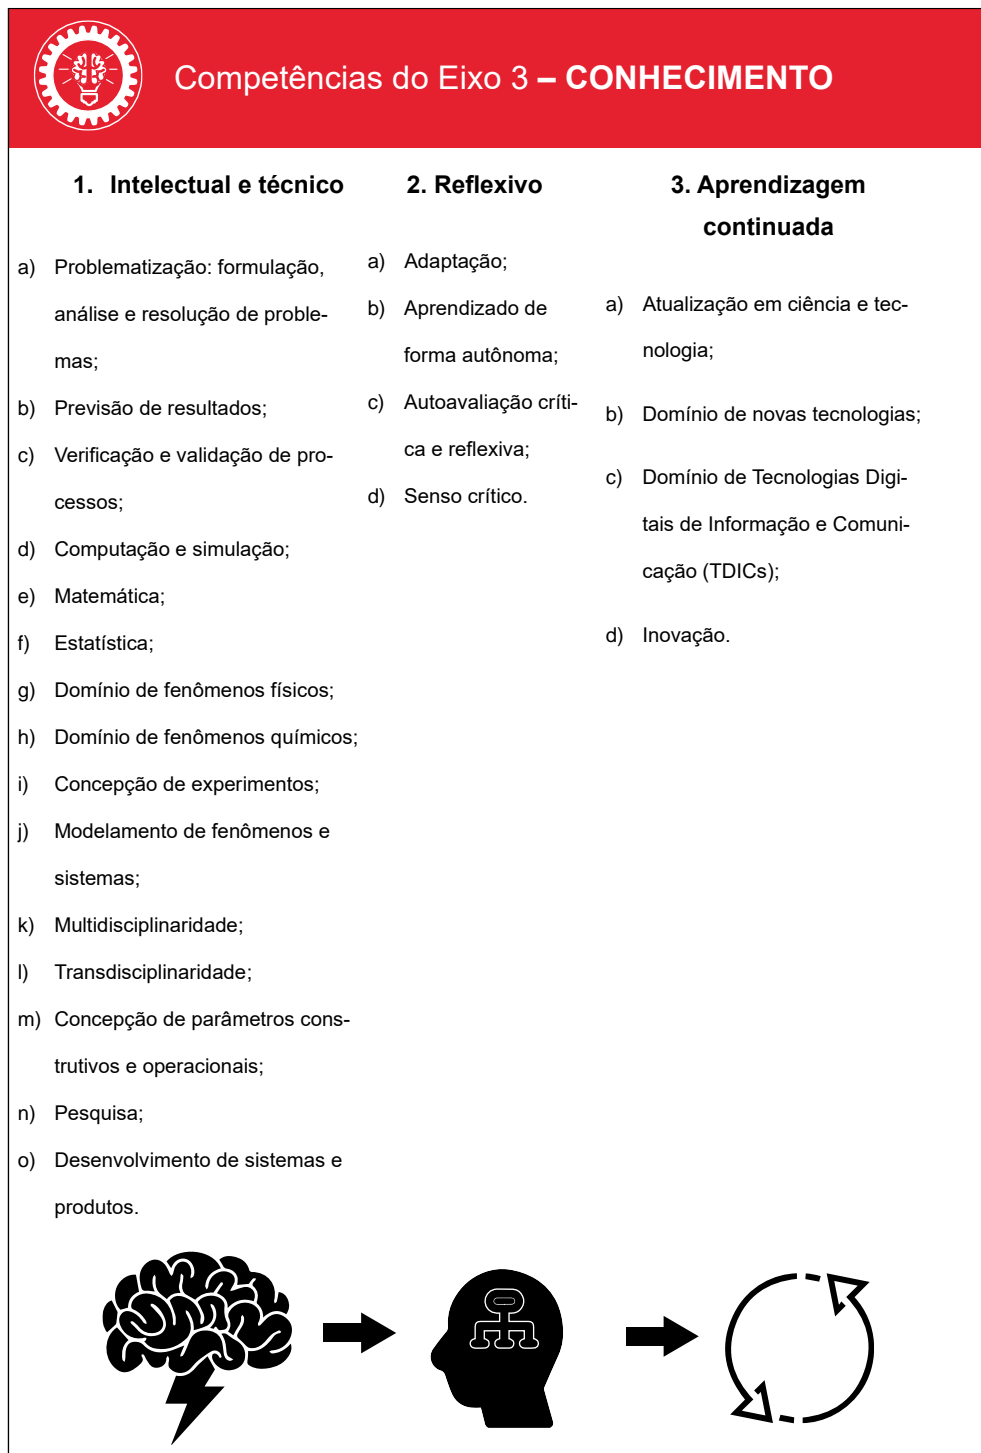 Competências do Eixo 3 – CONHECIMENTO
1. Intelectual e técnico
a) Problematização: formulação,
análise e resolução de proble-
mas;
b) Previsão de resultados;
c) Verificação e validação de pro-
cessos;
d) Computação e simulação;
e) Matemática;
f) Estatística;
g) Domínio de fenômenos físicos;
h) Domínio de fenômenos químicos;
i) Concepção de experimentos;
j) Modelamento de fenômenos e
sistemas;
k) Multidisciplinaridade;
l) Transdisciplinaridade;
m) Concepção de parâmetros cons-
trutivos e operacionais;
n) Pesquisa;
o) Desenvolvimento de sistemas e
produtos.
2. Reflexivo
a) Adaptação;
b) Aprendizado de
forma autônoma;
c) Autoavaliação críti-
ca e reflexiva;
d) Senso crítico.
3. Aprendizagem
continuada
a) Atualização em ciência e tec-
nologia;
b) Domínio de novas tecnologias;
c) Domínio de Tecnologias Digi-
tais de Informação e Comuni-
cação (TDICs);
d) Inovação.